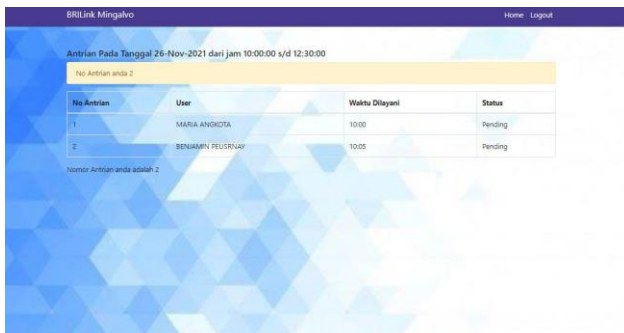 BRILink Mingalvo Home Logout
Antrian Pada Tanggal 26-Nov-2021 dari jam 10:00:00 s/d 12:30:00
No Antrian anda 2
No Antrian User Waktu Dilayani Status
1 MARIA ANGKOTA 10:00 Pending
2 BENJAMIN PEUSRNAY 10:05 Pending
Nomor Antrian anda adalah 2